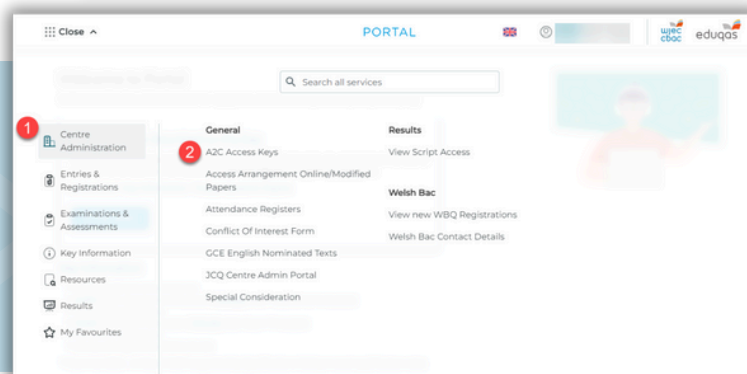 Close
PORTAL
wjec
cbac
eduqas
Search all services
1
Centre
Administration
Entries &
Registrations
Examinations &
Assessments
Key Information
Resources
Results
My Favourites
General
2
A2C Access Keys
Access Arrangement Online/Modified
Papers
Attendance Registers
Conflict Of Interest Form
GCE English Nominated Texts
JCQ Centre Admin Portal
Special Consideration
Results
View Script Access
Welsh Bac
View new WBQ Registrations
Welsh Bac Contact Details